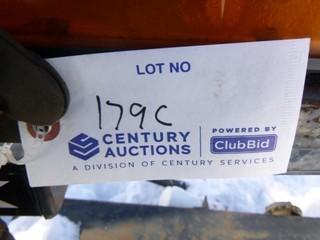 LOT NO
179C
CENTURY AUCTIONS
POWERED BY
ClubBid
A DIVISION OF CENTURY SERVICES